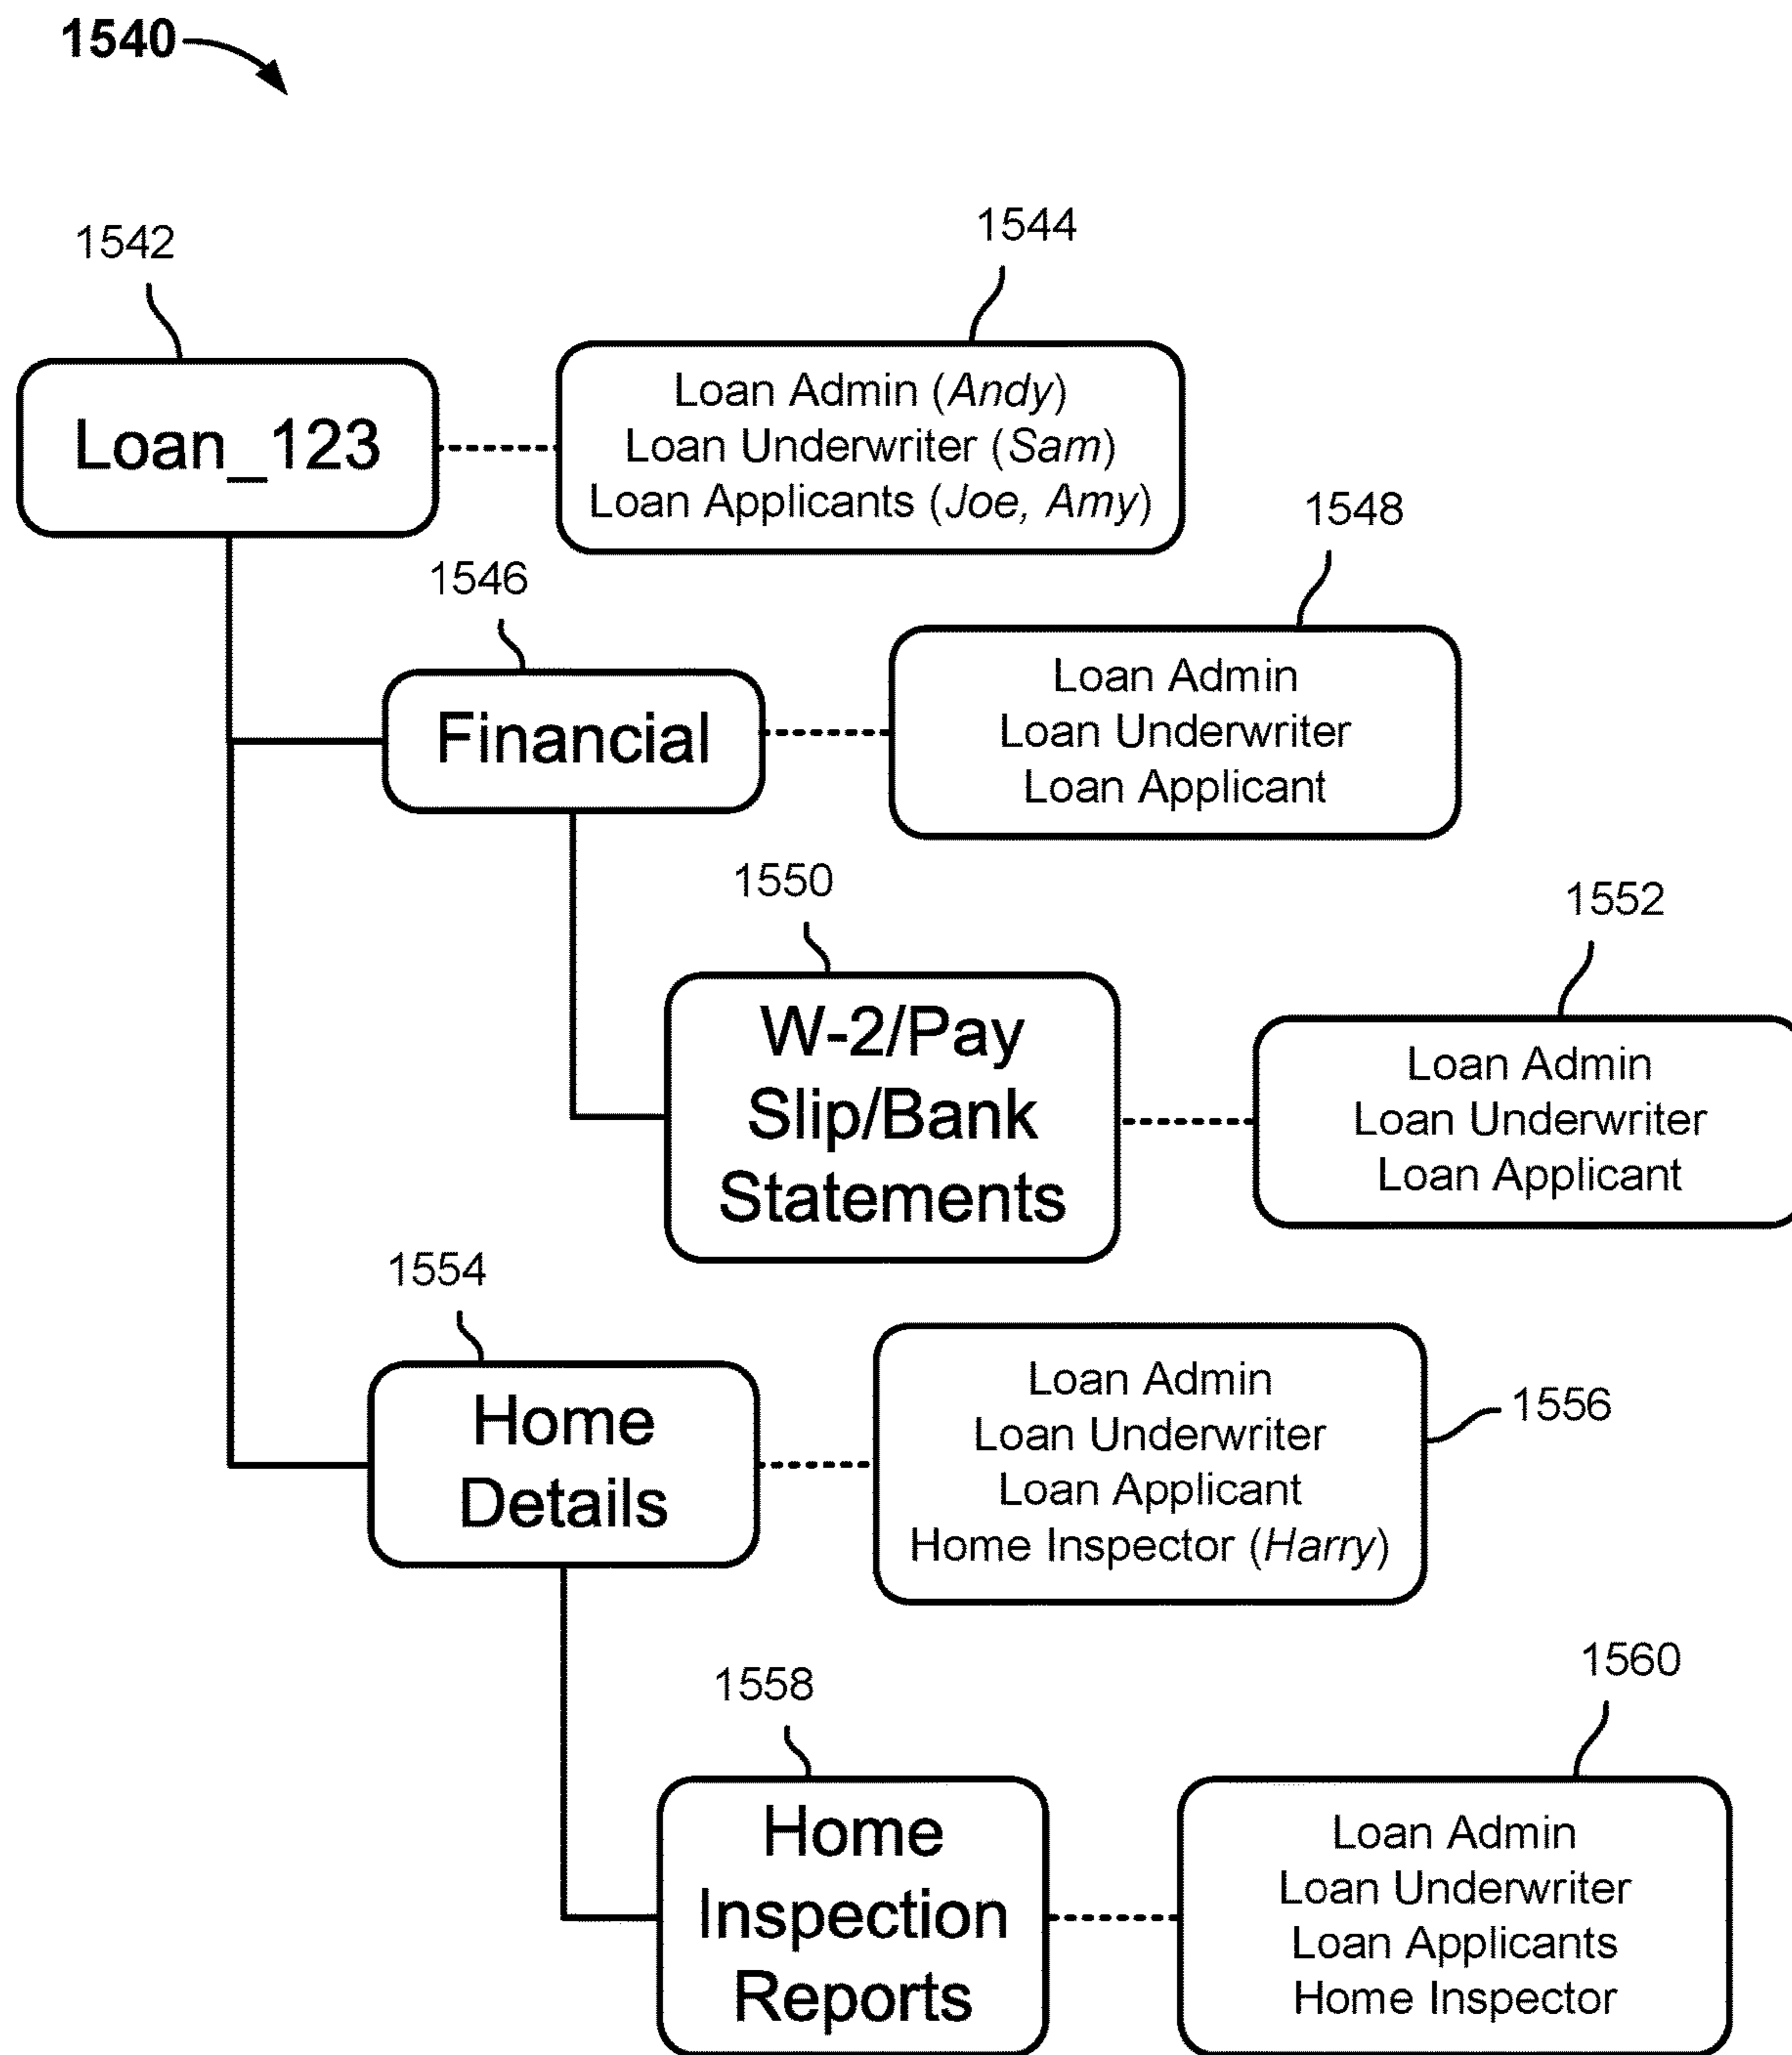 1540
1542
1544
Loan_123
Loan Admin (Andy)
Loan Underwriter (Sam)
Loan Applicants (Joe, Amy)
1546
1548
Financial
Loan Admin
Loan Underwriter
Loan Applicant
1550
1552
W-2/Pay
Slip/Bank
Statements
Loan Admin
Loan Underwriter
Loan Applicant
1554
Home
Details
Loan Admin
Loan Underwriter
Loan Applicant
Home Inspector (Harry)
1556
1558
1560
Home
Inspection
Reports
Loan Admin
Loan Underwriter
Loan Applicants
Home Inspector